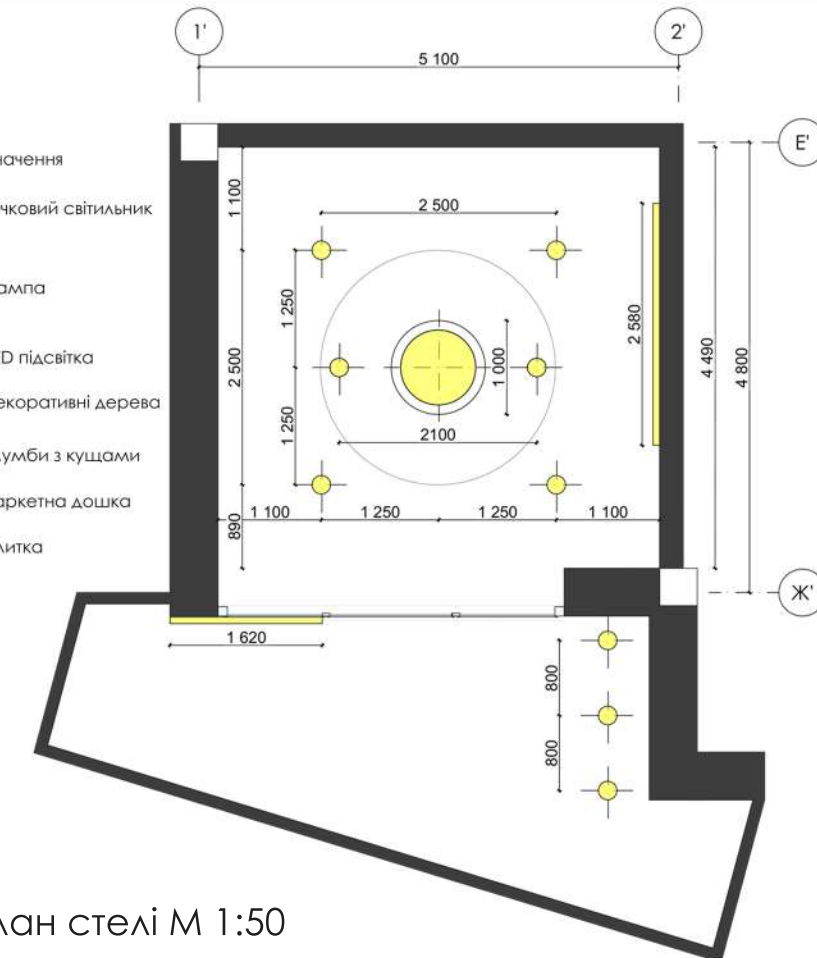 1'
2'
5 100
E'
начення
чковий світильник
1 100
2 500
ампа
1 250
2 580
D підсвітка
2 500
1 000
4 490
4 800
екоративні дерева
1 250
2100
умби з кущами
аркетна дошка
890
1 100
1 250
1 250
1 100
литка
Ж'
1 620
800
800
лан стелі М 1:50